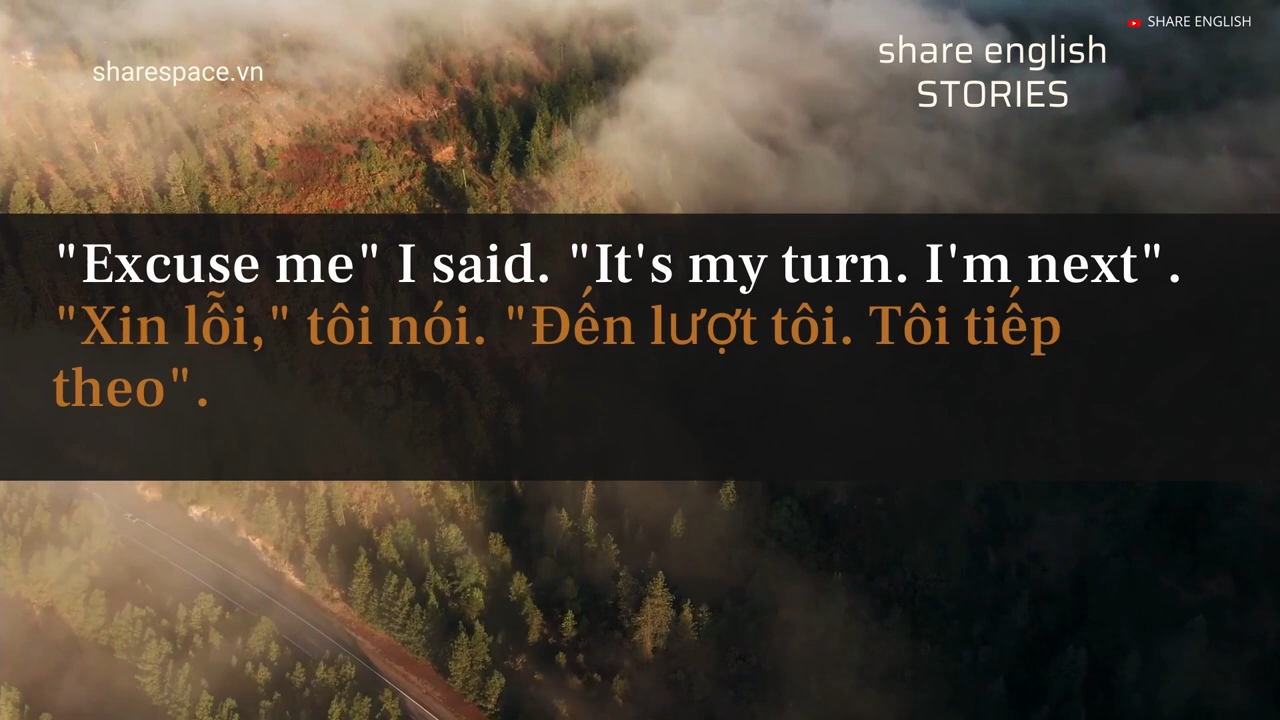 SHARE ENGLISH
share english
STORIES
sharespace.vn
"Excuse me" I said. "It's my turn. I'm next".
"Xin lỗi," tôi nói. "Đến lượt tôi. Tôi tiếp
theo".